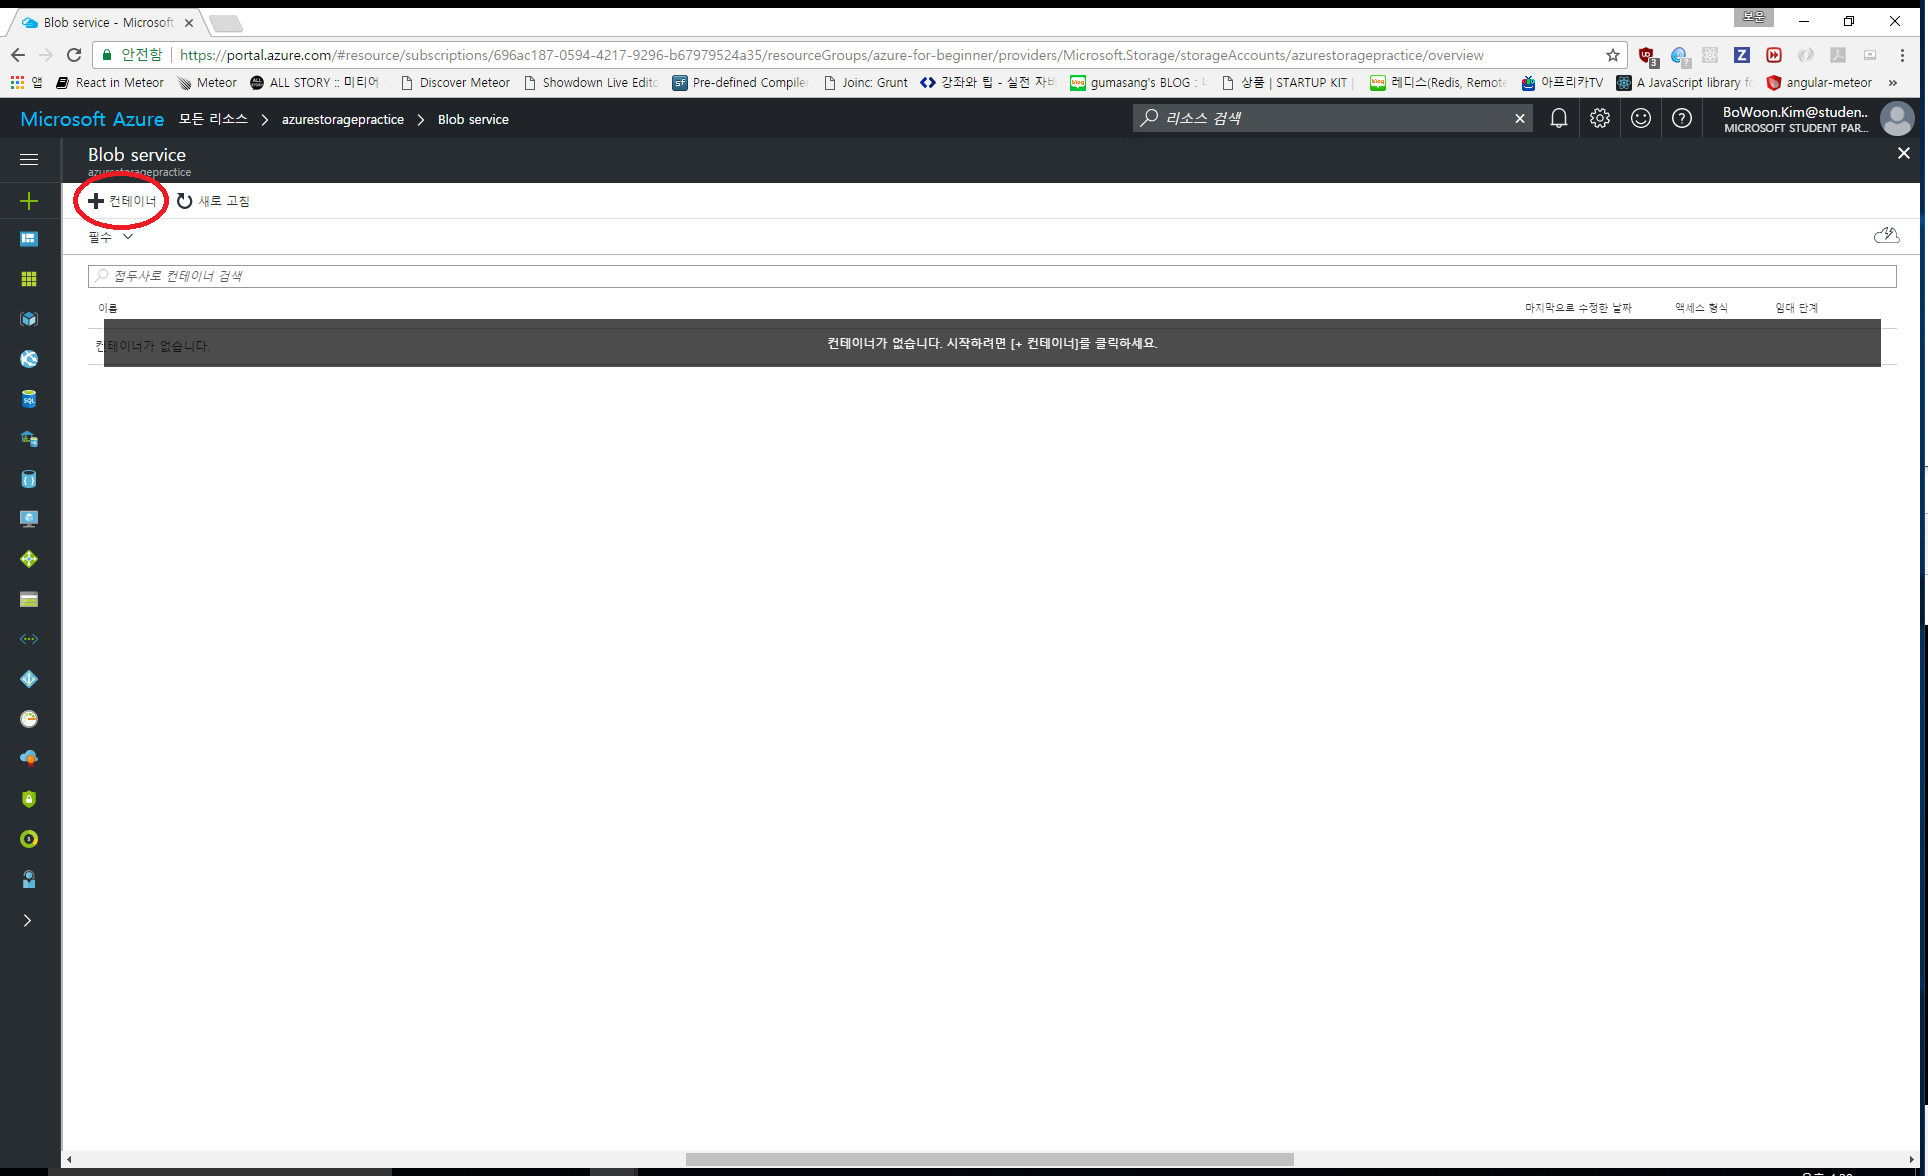 Blob service - Microsoft
보운
안전함 https://portal.azure.com/#resource/subscriptions/696ac187-0594-4217-9296-b67979524a35/resourceGroups/azure-for-beginner/providers/Microsoft.Storage/storageAccounts/azurestoragepractice/overview
앱 React in Meteor Meteor ALL STORY :: 미티어 Discover Meteor Showdown Live Edito Pre-defined Compiler Joinc: Grunt 강좌와 팁 - 실전 자바 gumasang's BLOG : 상품 | STARTUP KIT | 레디스(Redis, Remote 아프리카TV A JavaScript library fo angular-meteor »
Microsoft Azure 모든 리소스 > azurestoragepractice > Blob service 리소스 검색 BoWoon.Kim@studen..
MICROSOFT STUDENT PAR...
Blob service
azurestoragepractice
컨테이너 새로 고침
필수
접두사로 컨테이너 검색
이름 마지막으로 수정한 날짜 액세스 형식 임대 단계
컨테이너가 없습니다. 컨테이너가 없습니다. 시작하려면 [+ 컨테이너]를 클릭하세요.